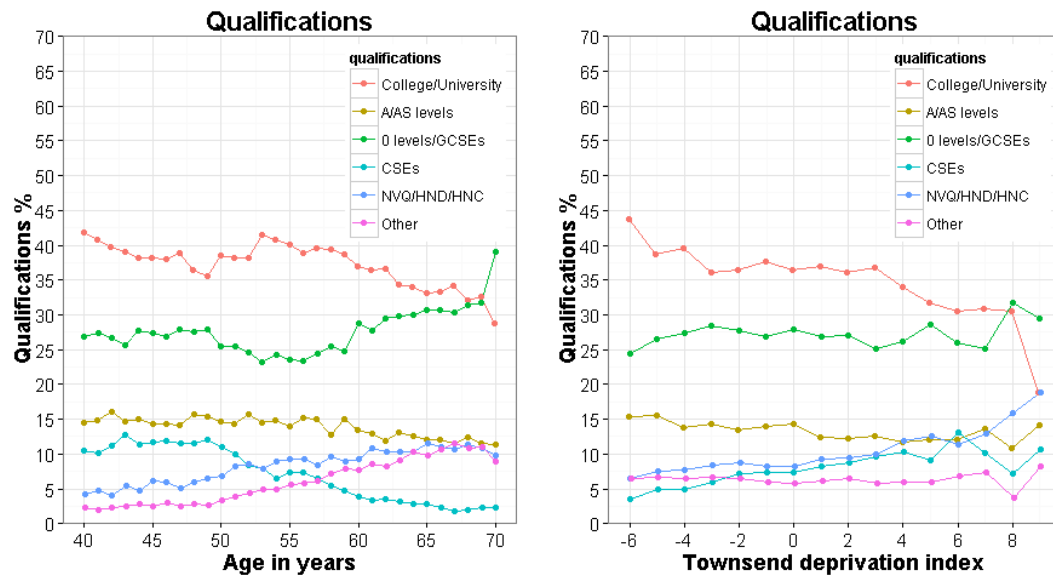 Qualifications
70
65
60
55
50
45
40
35
30
25
20
15
10
5
0
Qualifications %
qualifications
College/University
A/AS levels
0 levels/GCSEs
CSEs
NVQ/HND/HNC
Other
40 45 50 55 60 65 70
Age in years
Qualifications
70
65
60
55
50
45
40
35
30
25
20
15
10
5
0
Qualifications %
qualifications
College/University
A/AS levels
0 levels/GCSEs
CSEs
NVQ/HND/HNC
Other
-6 -4 -2 0 2 4 6 8
Townsend deprivation index